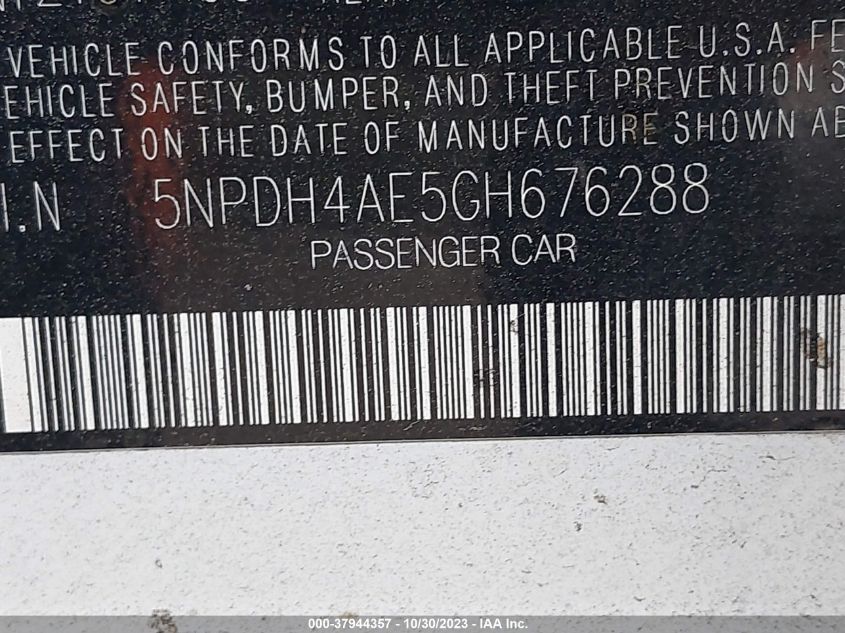 VEHICLE CONFORMS TO ALL APPLICABLE U.S.A. FE
EHICLE SAFETY, BUMPER, AND THEFT PREVENTION S
EFFECT ON THE DATE OF MANUFACTURE SHOWN AB
I.N 5NPDH4AE5GH676288
PASSENGER CAR
000-37944357 - 10/30/2023 - IAA Inc.